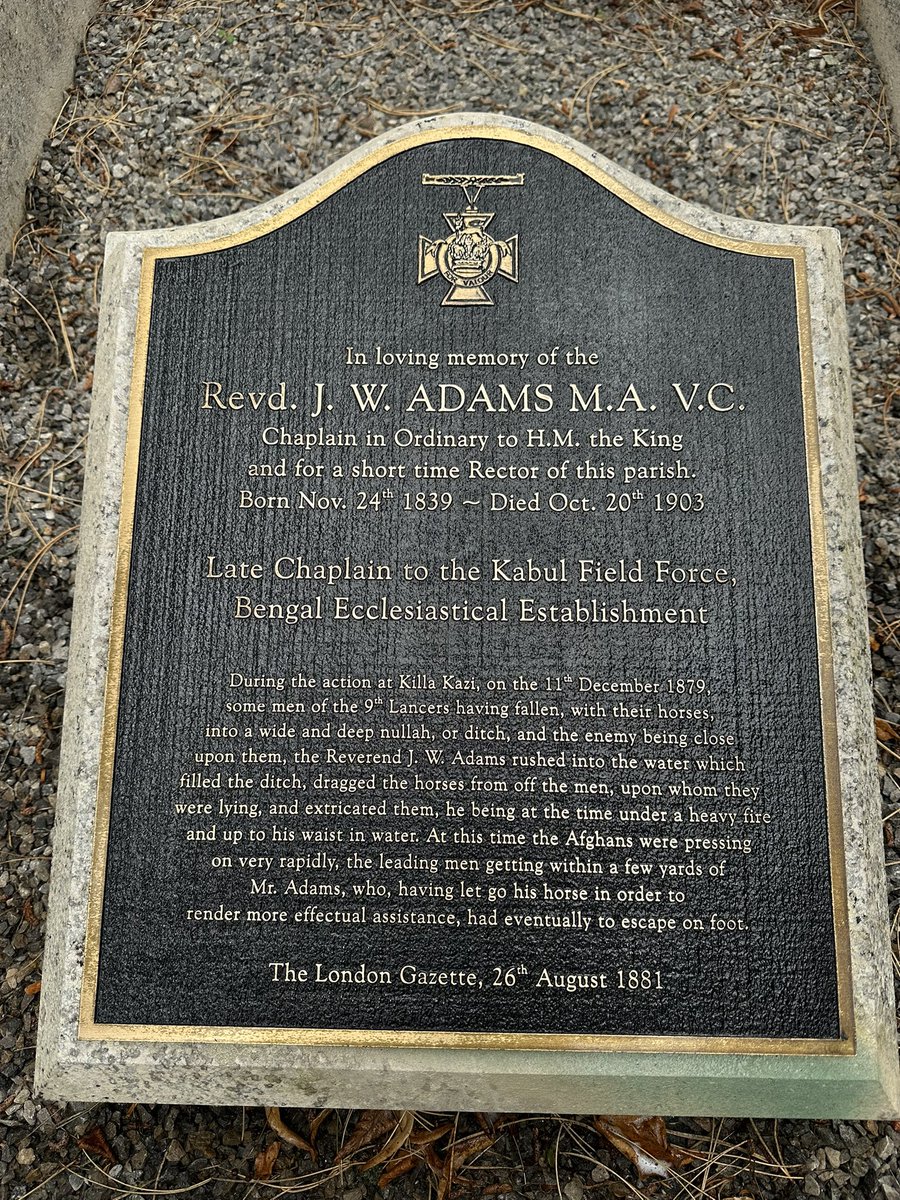 VALOUR
In loving memory of the
Revd. J. W. ADAMS M.A. V.C.
Chaplain in Ordinary to H.M. the King
and for a short time Rector of this parish.
Born Nov. 24th 1839 ~ Died Oct. 20th 1903
Late Chaplain to the Kabul Field Force,
Bengal Ecclesiastical Establishment
During the action at Killa Kazi, on the 11th December 1879,
some men of the 9th Lancers having fallen, with their horses,
into a wide and deep nullah, or ditch, and the enemy being close
upon them, the Reverend J. W. Adams rushed into the water which
filled the ditch, dragged the horses from off the men, upon whom they
were lying, and extricated them, he being at the time under a heavy fire
and up to his waist in water. At this time the Afghans were pressing
on very rapidly, the leading men getting within a few yards of
Mr. Adams, who, having let go his horse in order to
render more effectual assistance, had eventually to escape on foot.
The London Gazette, 26th August 1881